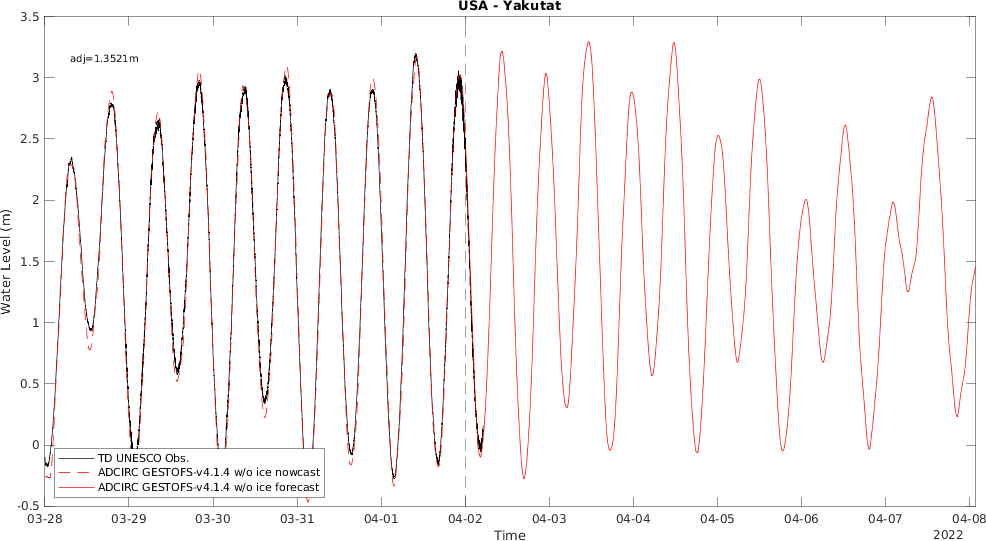 USA - Yakutat
adj=1.3521m
Water Level (m)
3.5
3
2.5
2
1.5
1
0.5
0
-0.5
TD UNESCO Obs.
ADCIRC GESTOFS-v4.1.4 w/o ice nowcast
ADCIRC GESTOFS-v4.1.4 w/o ice forecast
03-28 03-29 03-30 03-31 04-01 04-02 04-03 04-04 04-05 04-06 04-07 04-08
Time
2022